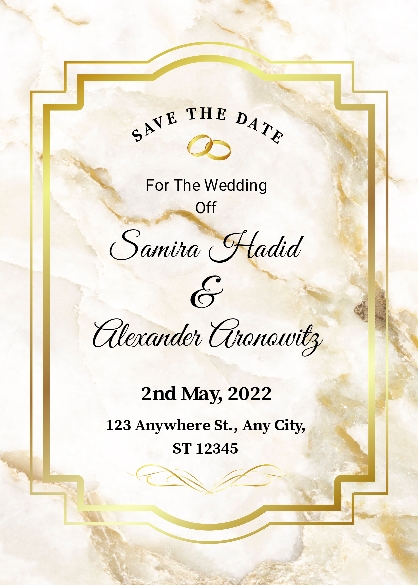 SAVE THE DATE
For The Wedding
Off
Samira Hadid
&
Alexander Aronowitz
2nd May, 2022
123 Anywhere St., Any City,
ST 12345